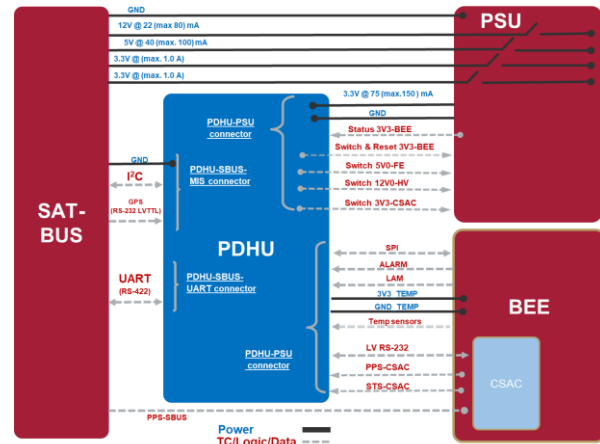 GND
12V @ 22 (max 80) mA
5V @ 40 (max. 100) mA
3.3V @ (max. 1.0 A)
3.3V @ (max. 1.0 A)
PSU
3.3V @ 75 (max.150) mA
GND
PDHU-PSU
connector
Status 3V3-BEE
Switch & Reset 3V3-BEE
Switch 5V0-FE
Switch 12V0-HV
Switch 3V3-CSAC
GND
I²C
GPS
(RS-232 LVTTL)
PDHU-SBUS-
MIS connector
SAT-
BUS
PDHU
UART
(RS-422)
PDHU-SBUS-
UART connector
SPI
ALARM
LAM
3V3 TEMP
GND TEMP
Temp sensors
BEE
PDHU-PSU
connector
LV RS-232
PPS-CSAC
STS-CSAC
CSAC
PPS-SBUS
Power
TC/Logic/Data